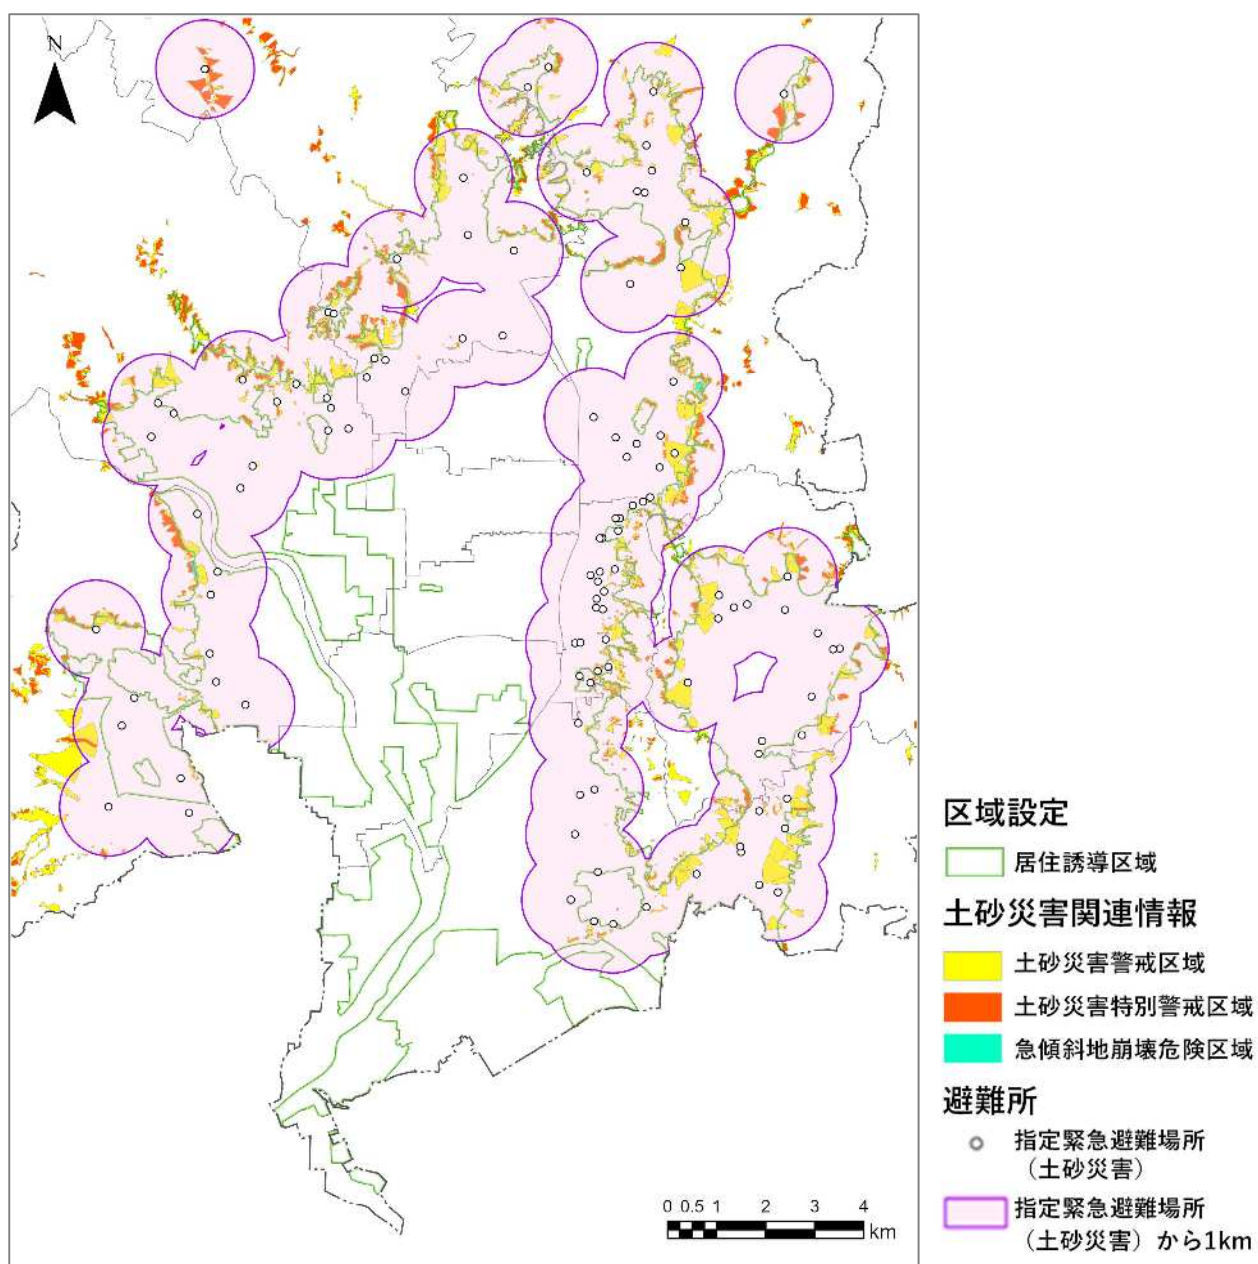 N
0 0.5 1 2 3 4
km
区域設定
居住誘導区域
土砂災害関連情報
土砂災害警戒区域
土砂災害特別警戒区域
急傾斜地崩壊危険区域
避難所
指定緊急避難場所
（土砂災害）
指定緊急避難場所
（土砂災害）から1km